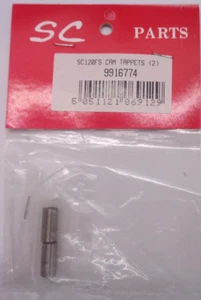 SC PARTS
SC120FS CAM TAPPETS (2)
9916774
5 051121 069129